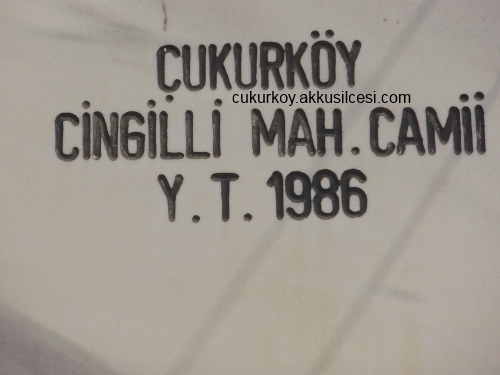 ÇUKURKÖY
cukurkoy.akkusilcesi.com
CİNGİLLİ MAH. CAMİİ
Y.T. 1986